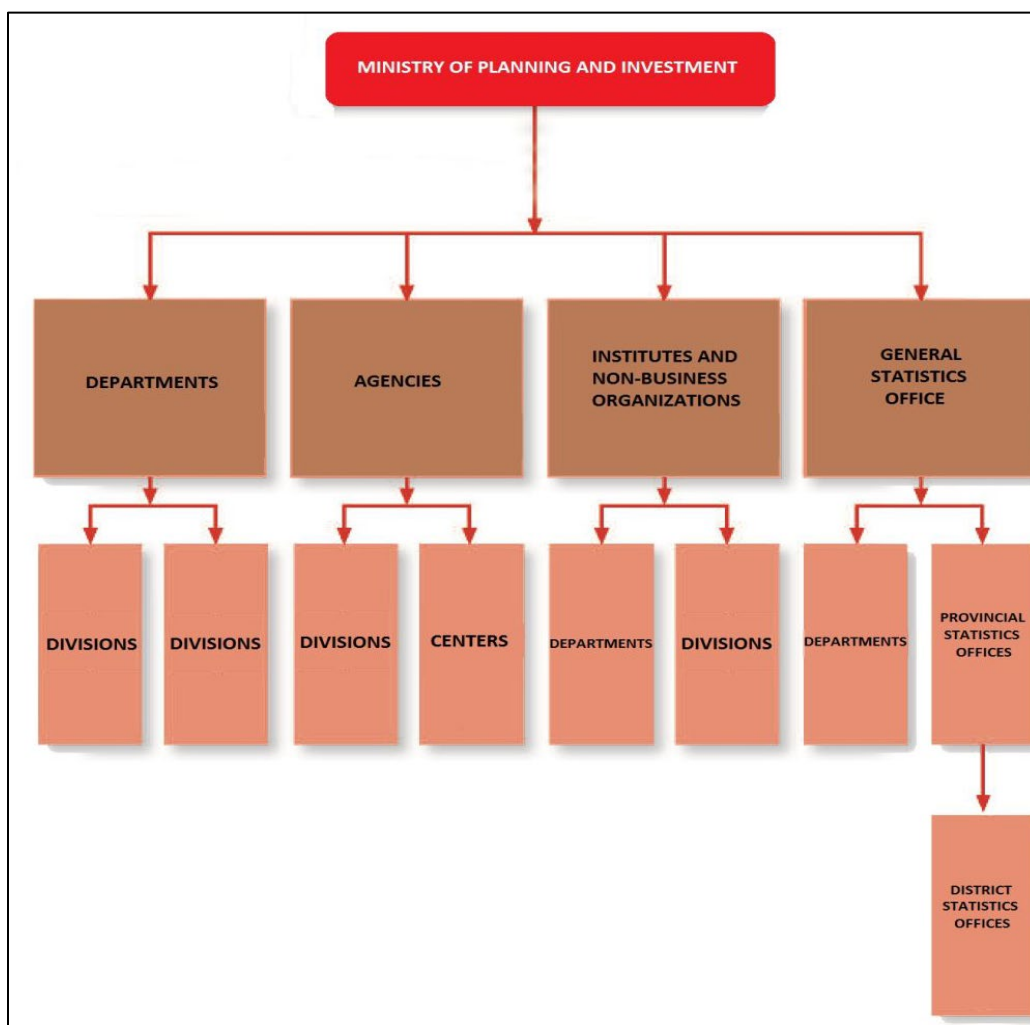 MINISTRY OF PLANNING AND INVESTMENT
DEPARTMENTS
AGENCIES
INSTITUTES AND
NON-BUSINESS
ORGANIZATIONS
GENERAL
STATISTICS
OFFICE
DIVISIONS
DIVISIONS
DIVISIONS
CENTERS
DEPARTMENTS
DIVISIONS
DEPARTMENTS
PROVINCIAL
STATISTICS
OFFICES
DISTRICT
STATISTICS
OFFICES